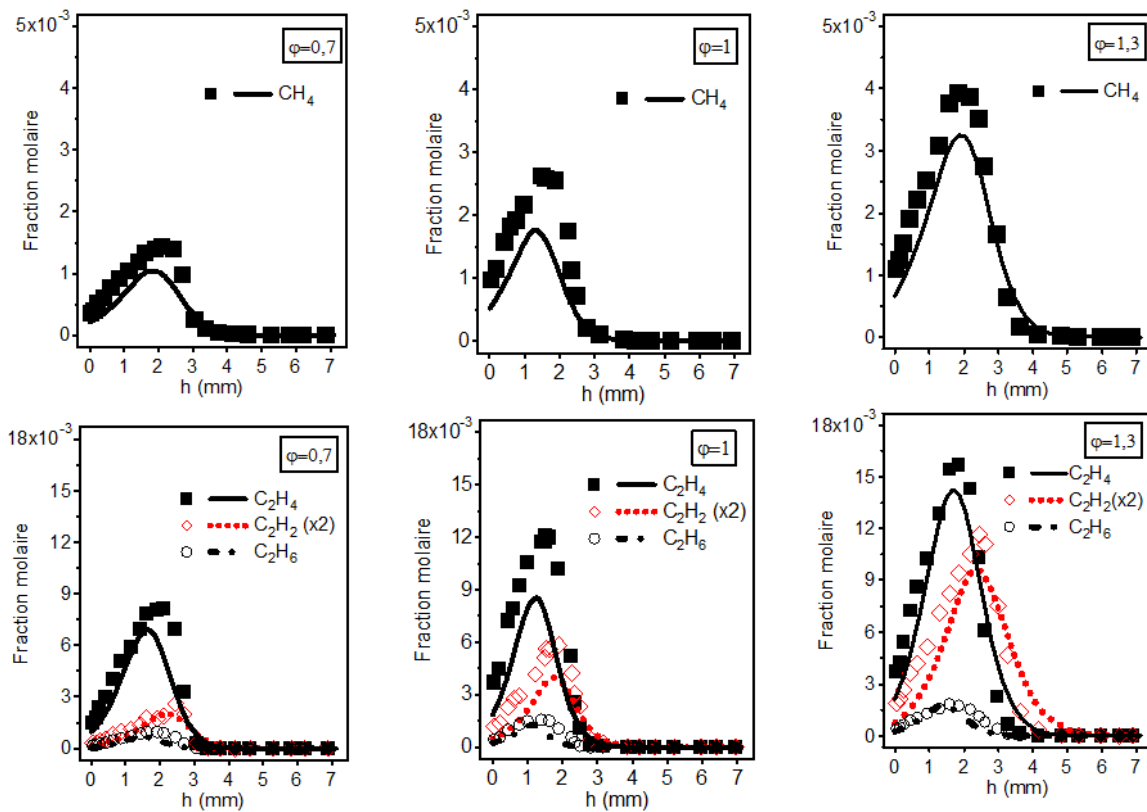 5x10⁻³
φ=0,7
CH₄
4
3
2
1
0
Fraction molaire
0 1 2 3 4 5 6 7
h (mm)
5x10⁻³
φ=1
CH₄
4
3
2
1
0
Fraction molaire
0 1 2 3 4 5 6 7
h (mm)
5x10⁻³
φ=1,3
CH₄
4
3
2
1
0
Fraction molaire
0 1 2 3 4 5 6 7
h (mm)
18x10⁻³
φ=0,7
C₂H₄
C₂H₂ (x2)
C₂H₆
15
12
9
6
3
0
Fraction molaire
0 1 2 3 4 5 6 7
h (mm)
18x10⁻³
φ=1
C₂H₄
C₂H₂ (x2)
C₂H₆
15
12
9
6
3
0
Fraction molaire
0 1 2 3 4 5 6 7
h (mm)
18x10⁻³
φ=1,3
C₂H₄
C₂H₂(x2)
C₂H₆
15
12
9
6
3
0
Fraction molaire
0 1 2 3 4 5 6 7
h (mm)